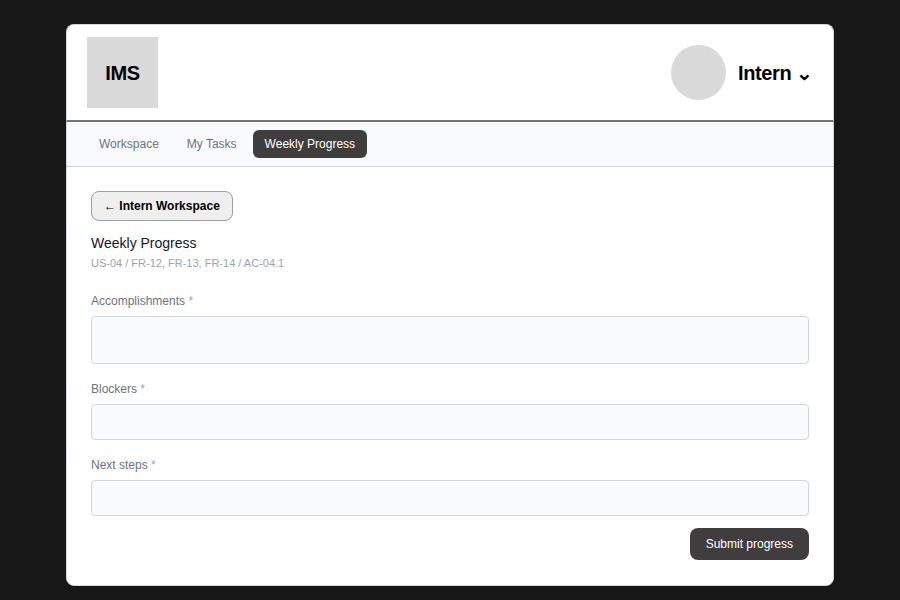 IMS
Intern
Workspace My Tasks Weekly Progress
← Intern Workspace
Weekly Progress
US-04 / FR-12, FR-13, FR-14 / AC-04.1
Accomplishments *
Blockers *
Next steps *
Submit progress